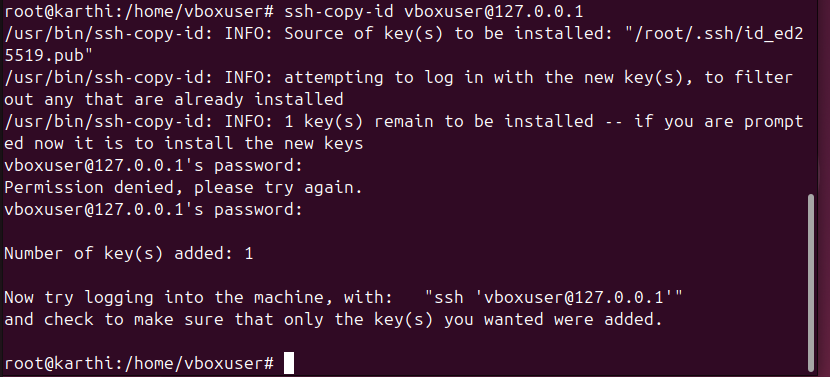 root@karthi:/home/vboxuser# ssh-copy-id vboxuser@127.0.0.1
/usr/bin/ssh-copy-id: INFO: Source of key(s) to be installed: "/root/.ssh/id_ed2
5519.pub"
/usr/bin/ssh-copy-id: INFO: attempting to log in with the new key(s), to filter
out any that are already installed
/usr/bin/ssh-copy-id: INFO: 1 key(s) remain to be installed -- if you are prompt
ed now it is to install the new keys
vboxuser@127.0.0.1's password:
Permission denied, please try again.
vboxuser@127.0.0.1's password:
Number of key(s) added: 1
Now try logging into the machine, with:   "ssh 'vboxuser@127.0.0.1'"
and check to make sure that only the key(s) you wanted were added.
root@karthi:/home/vboxuser#